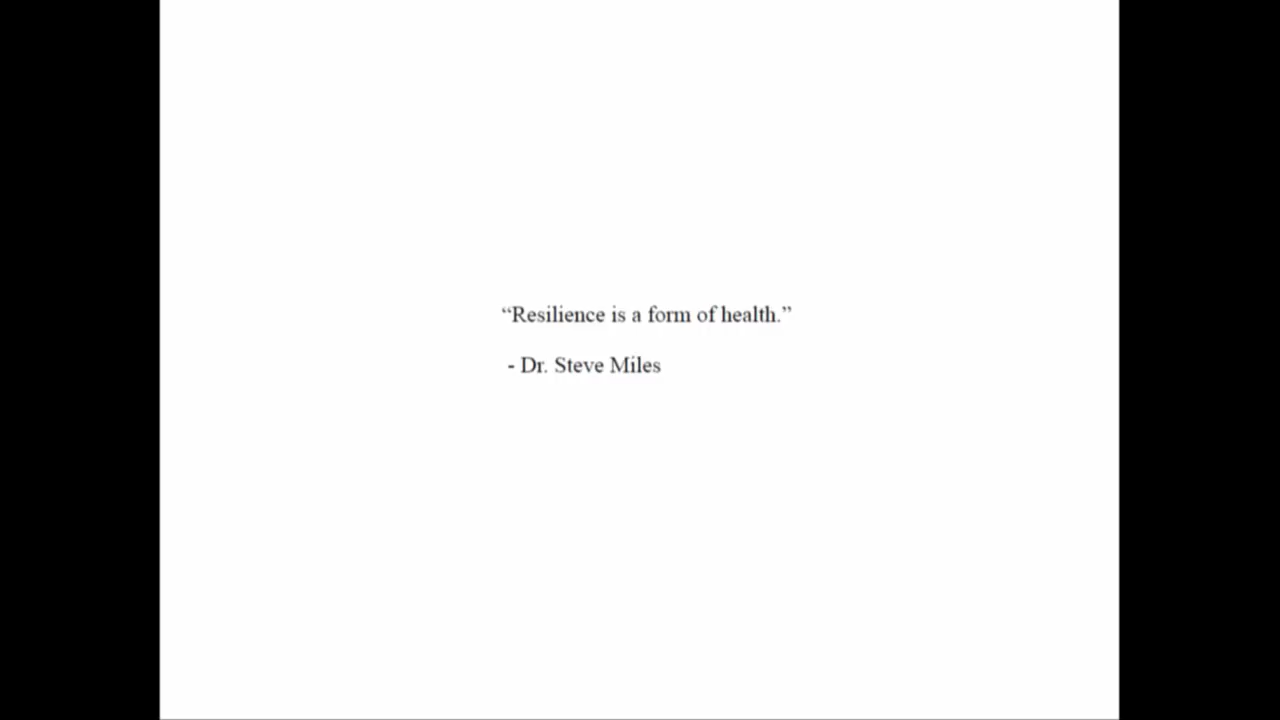 “Resilience is a form of health.”
- Dr. Steve Miles